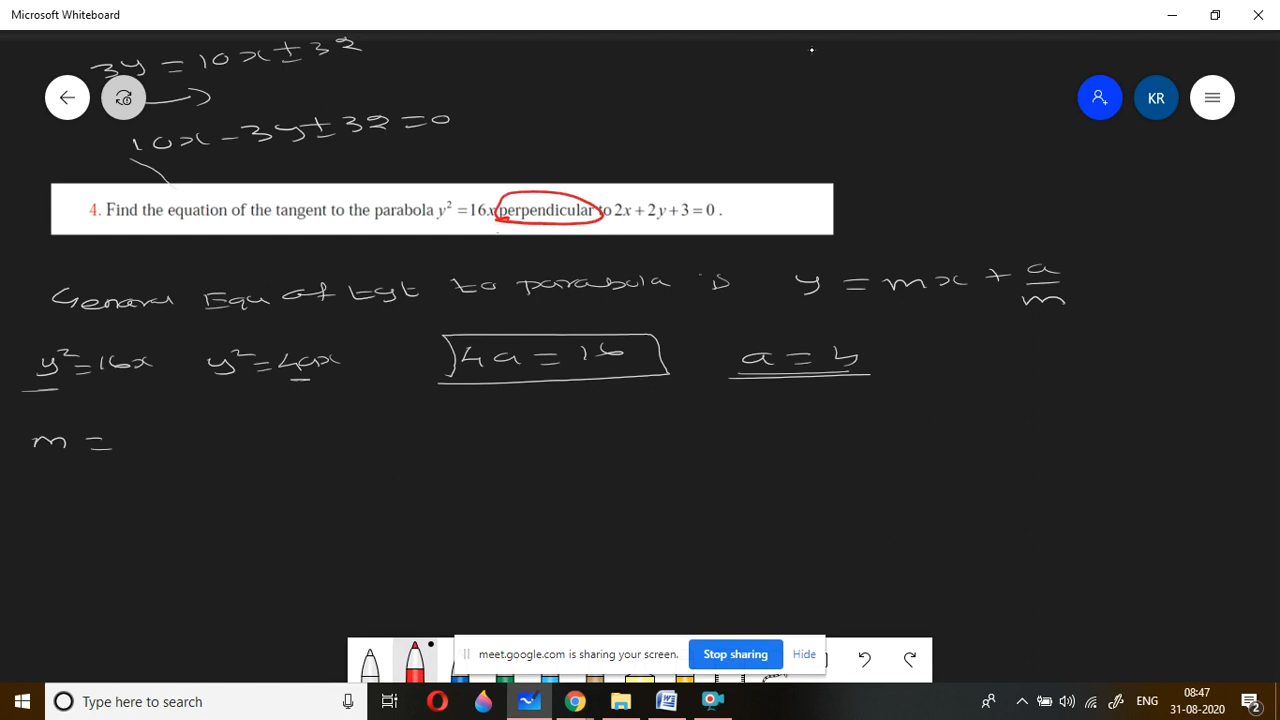 Microsoft Whiteboard
3y = 10x ± 32
10x - 3y ± 32 = 0
KR
4. Find the equation of the tangent to the parabola y² = 16x perpendicular to 2x + 2y + 3 = 0 .
General Equ of tgt to parabola is y = mx + a/m
y² = 16x y² = 4ax 4a = 16 a = 4
m =
meet.google.com is sharing your screen. Stop sharing Hide
Type here to search
ENG
08:47
31-08-2020
2